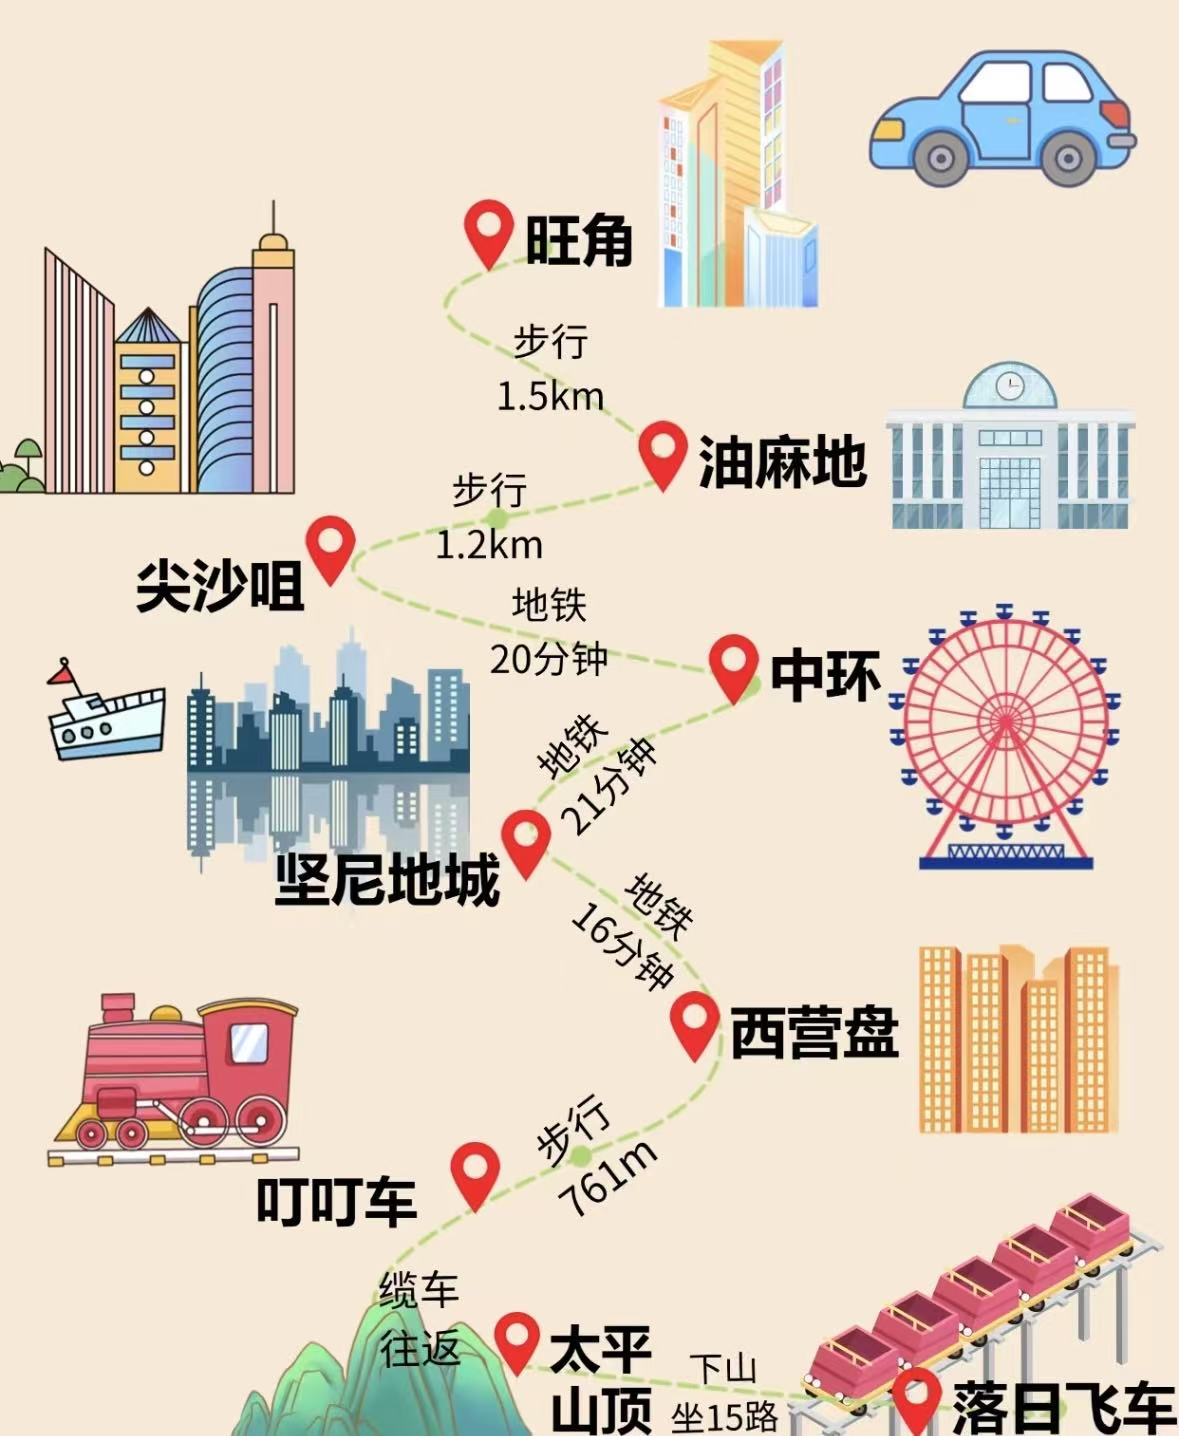 旺角
步行
1.5km
油麻地
步行
1.2km
尖沙咀
地铁
20分钟
中环
地铁
21分钟
坚尼地城
地铁
16分钟
西营盘
步行
761m
叮叮车
缆车
往返
太平
山顶
下山
坐15路
落日飞车